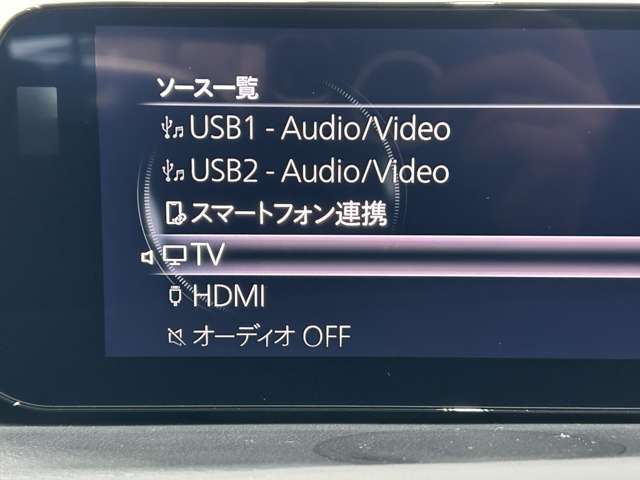 ソース一覧
USB1 - Audio/Video
USB2 - Audio/Video
スマートフォン連携
TV
HDMI
オーディオ OFF